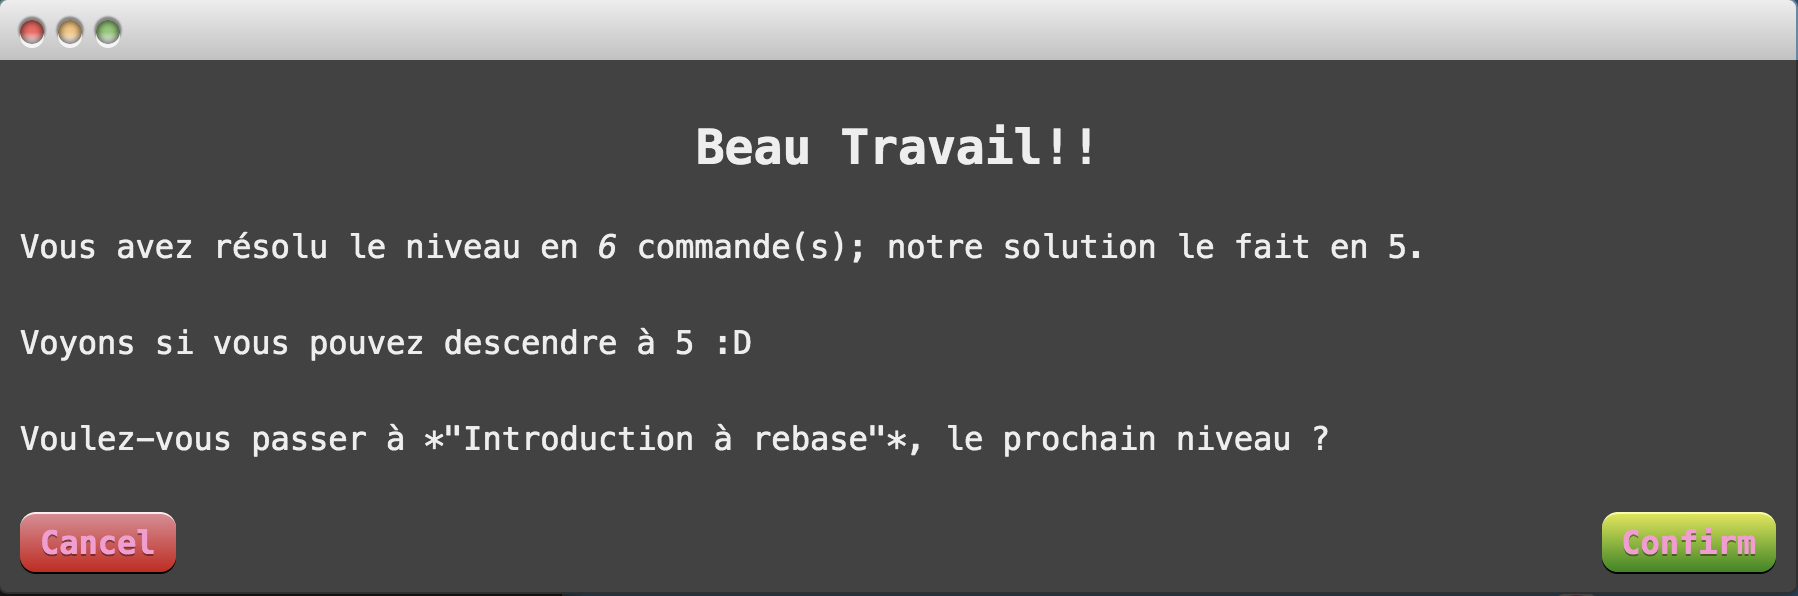 Beau Travail!!
Vous avez résolu le niveau en 6 commande(s); notre solution le fait en 5.
Voyons si vous pouvez descendre à 5 :D
Voulez-vous passer à *"Introduction à rebase"*, le prochain niveau ?
Cancel
Confirm